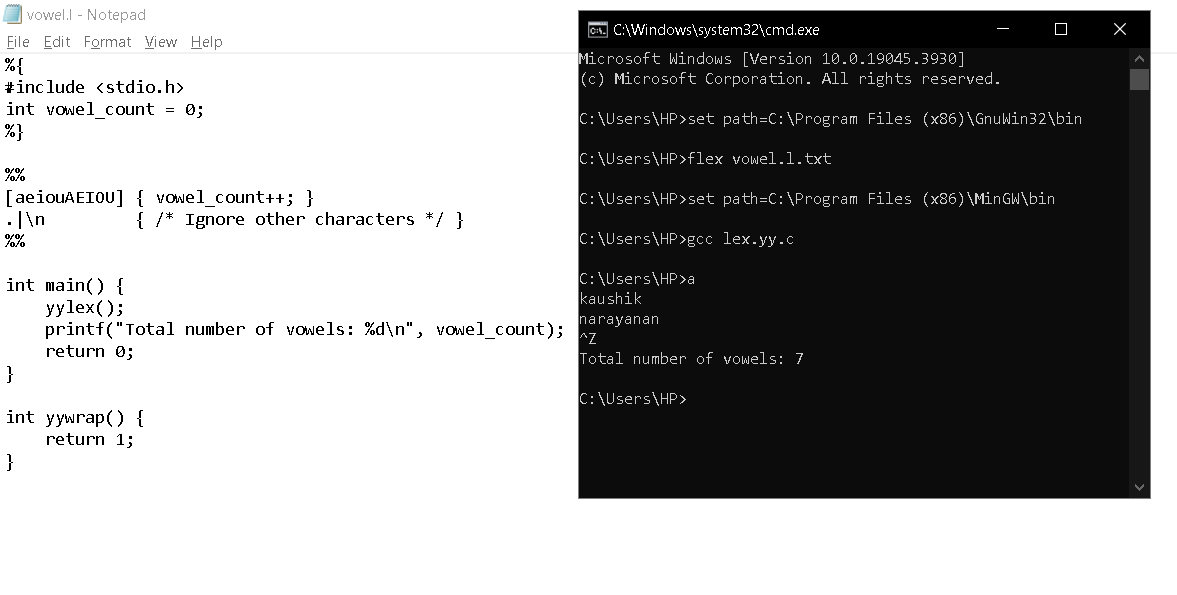 vowel.l - Notepad
File Edit Format View Help
%{
#include <stdio.h>
int vowel_count = 0;
%}

%%
[aeiouAEIOU] { vowel_count++; }
.|\n         { /* Ignore other characters */ }
%%

int main() {
    yylex();
    printf("Total number of vowels: %d\n", vowel_count);
    return 0;
}

int yywrap() {
    return 1;
}
C:\Windows\system32\cmd.exe
Microsoft Windows [Version 10.0.19045.3930]
(c) Microsoft Corporation. All rights reserved.

C:\Users\HP>set path=C:\Program Files (x86)\GnuWin32\bin

C:\Users\HP>flex vowel.l.txt

C:\Users\HP>set path=C:\Program Files (x86)\MinGW\bin

C:\Users\HP>gcc lex.yy.c

C:\Users\HP>a
kaushik
narayanan
^Z
Total number of vowels: 7

C:\Users\HP>